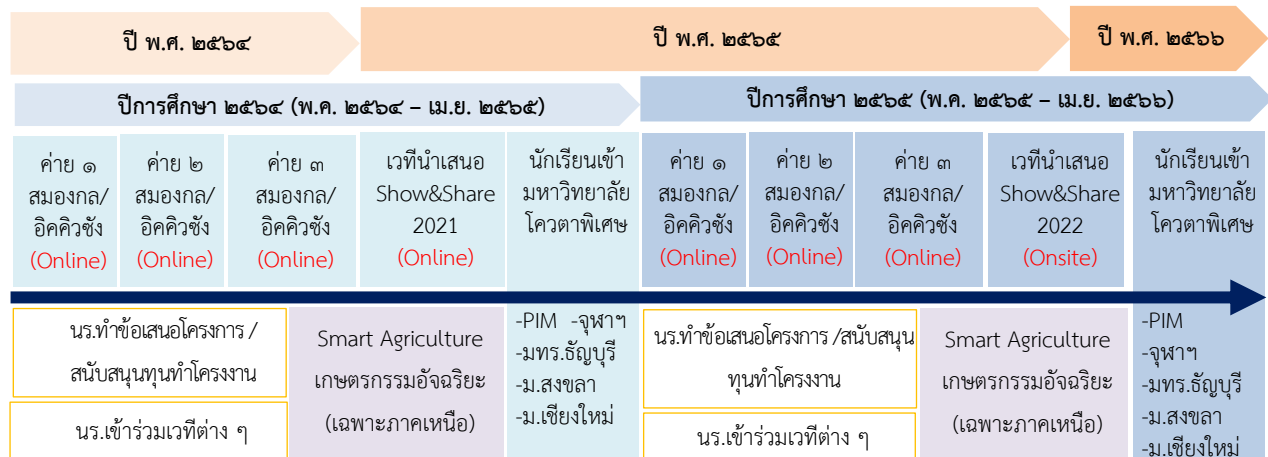 ปี พ.ศ. ๒๕๖๔
ปี พ.ศ. ๒๕๖๕
ปี พ.ศ. ๒๕๖๖
ปีการศึกษา ๒๕๖๔ (พ.ค. ๒๕๖๔ – เม.ย. ๒๕๖๕)
ปีการศึกษา ๒๕๖๕ (พ.ค. ๒๕๖๕ – เม.ย. ๒๕๖๖)
ค่าย ๑
สมองกล/
อิคคิวซัง
(Online)
ค่าย ๒
สมองกล/
อิคคิวซัง
(Online)
ค่าย ๓
สมองกล/
อิคคิวซัง
(Online)
เวทีนำเสนอ
Show&Share
2021
(Online)
นักเรียนเข้า
มหาวิทยาลัย
โควตาพิเศษ
ค่าย ๑
สมองกล/
อิคคิวซัง
(Online)
ค่าย ๒
สมองกล/
อิคคิวซัง
(Online)
ค่าย ๓
สมองกล/
อิคคิวซัง
(Online)
เวทีนำเสนอ
Show&Share
2022
(Onsite)
นักเรียนเข้า
มหาวิทยาลัย
โควตาพิเศษ
นร.ทำข้อเสนอโครงการ /
สนับสนุนทุนทำโครงงาน
นร.เข้าร่วมเวทีต่าง ๆ
Smart Agriculture
เกษตรกรรมอัจฉริยะ
(เฉพาะภาคเหนือ)
-PIM -จุฬาฯ
-มทร.ธัญบุรี
-ม.สงขลา
-ม.เชียงใหม่
นร.ทำข้อเสนอโครงการ /สนับสนุน
ทุนทำโครงงาน
นร.เข้าร่วมเวทีต่าง ๆ
Smart Agriculture
เกษตรกรรมอัจฉริยะ
(เฉพาะภาคเหนือ)
-PIM
-จุฬาฯ
-มทร.ธัญบุรี
-ม.สงขลา
-ม.เชียงใหม่